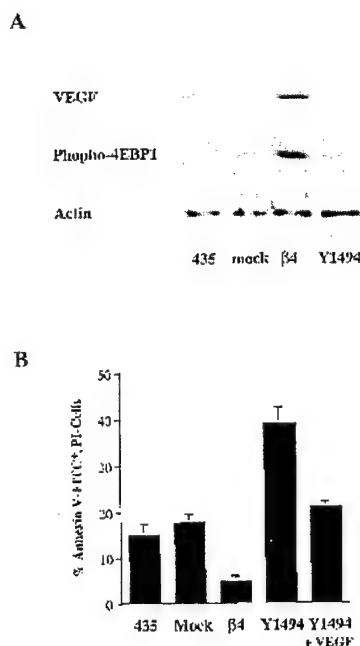 A
VEGF
Phopho-4EBP1
Actin
435 mock β4 Y1494
B
% Annexin V-FITC+, PI-Cells
50
40
30
20
10
0
435 Mock β4 Y1494 Y1494
+ VEGF